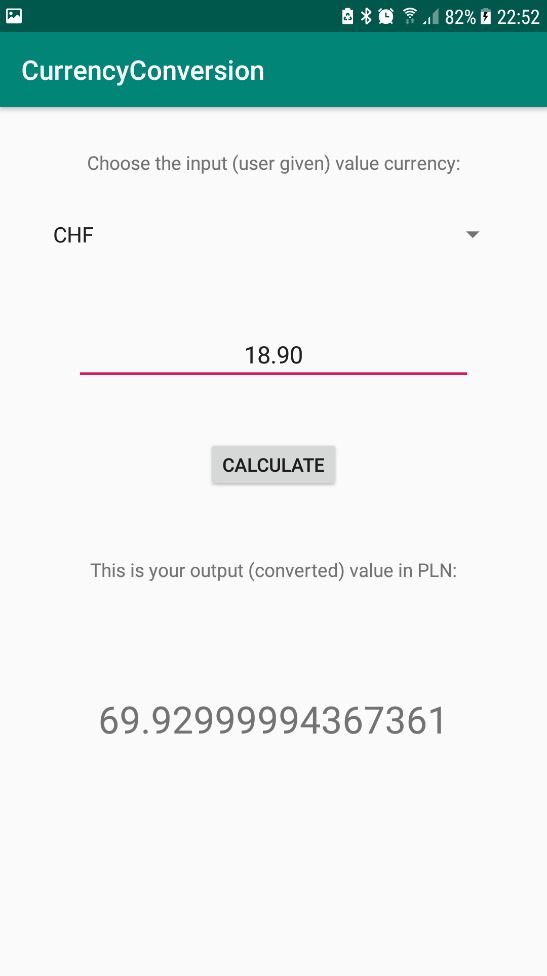 82% 22:52
CurrencyConversion
Choose the input (user given) value currency:
CHF
18.90
CALCULATE
This is your output (converted) value in PLN:
69.92999994367361